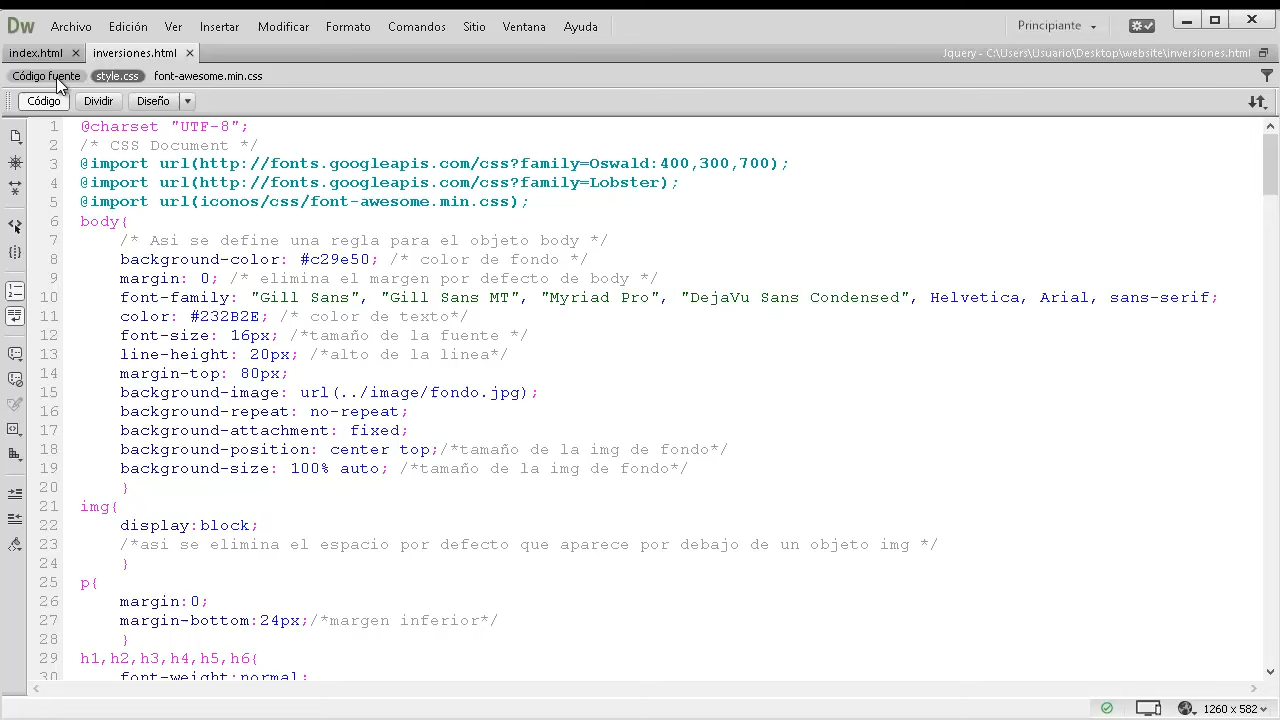 Dw Archivo Edición Ver Insertar Modificar Formato Comandos Sitio Ventana Ayuda Principiante
index.html inversiones.html Jquery - C:\Users\Usuario\Desktop\website\inversiones.html
Código fuente style.css font-awesome.min.css
Código Dividir Diseño
1 @charset "UTF-8";
2 /* CSS Document */
3 @import url(http://fonts.googleapis.com/css?family=Oswald:400,300,700);
4 @import url(http://fonts.googleapis.com/css?family=Lobster);
5 @import url(iconos/css/font-awesome.min.css);
6 body{
7 /* Asi se define una regla para el objeto body */
8 background-color: #c29e50; /* color de fondo */
9 margin: 0; /* elimina el margen por defecto de body */
10 font-family: "Gill Sans", "Gill Sans MT", "Myriad Pro", "DejaVu Sans Condensed", Helvetica, Arial, sans-serif;
11 color: #232B2E; /* color de texto*/
12 font-size: 16px; /*tamaño de la fuente */
13 line-height: 20px; /*alto de la linea*/
14 margin-top: 80px;
15 background-image: url(../image/fondo.jpg);
16 background-repeat: no-repeat;
17 background-attachment: fixed;
18 background-position: center top;/*tamaño de la img de fondo*/
19 background-size: 100% auto; /*tamaño de la img de fondo*/
20 }
21 img{
22 display:block;
23 /*asi se elimina el espacio por defecto que aparece por debajo de un objeto img */
24 }
25 p{
26 margin:0;
27 margin-bottom:24px;/*margen inferior*/
28 }
29 h1,h2,h3,h4,h5,h6{
30 font-weight:normal;
1260 x 582